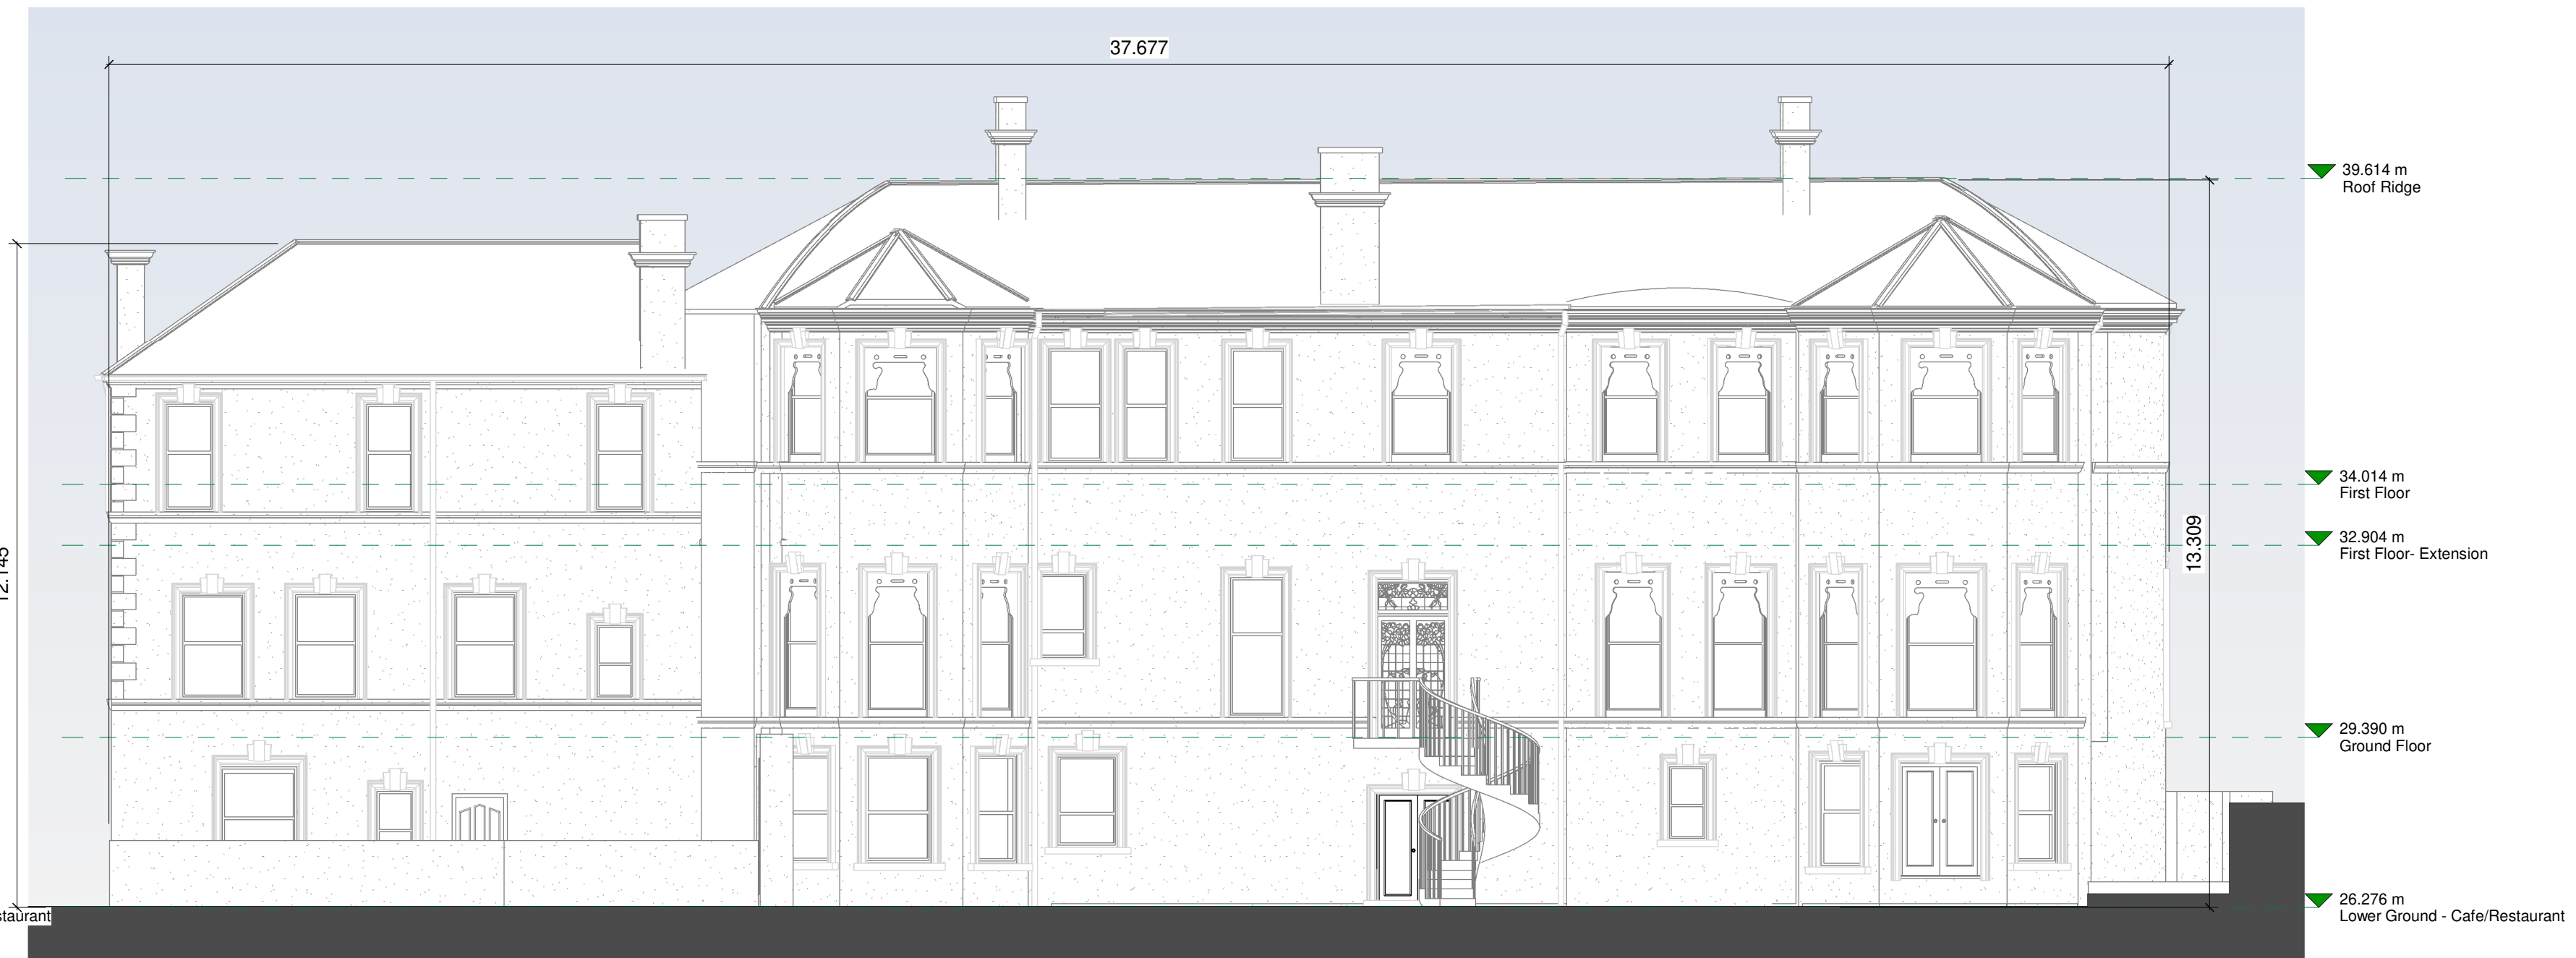 37.677
39.614 m
Roof Ridge
34.014 m
First Floor
32.904 m
First Floor- Extension
13.309
29.390 m
Ground Floor
26.276 m
Lower Ground - Cafe/Restaurant